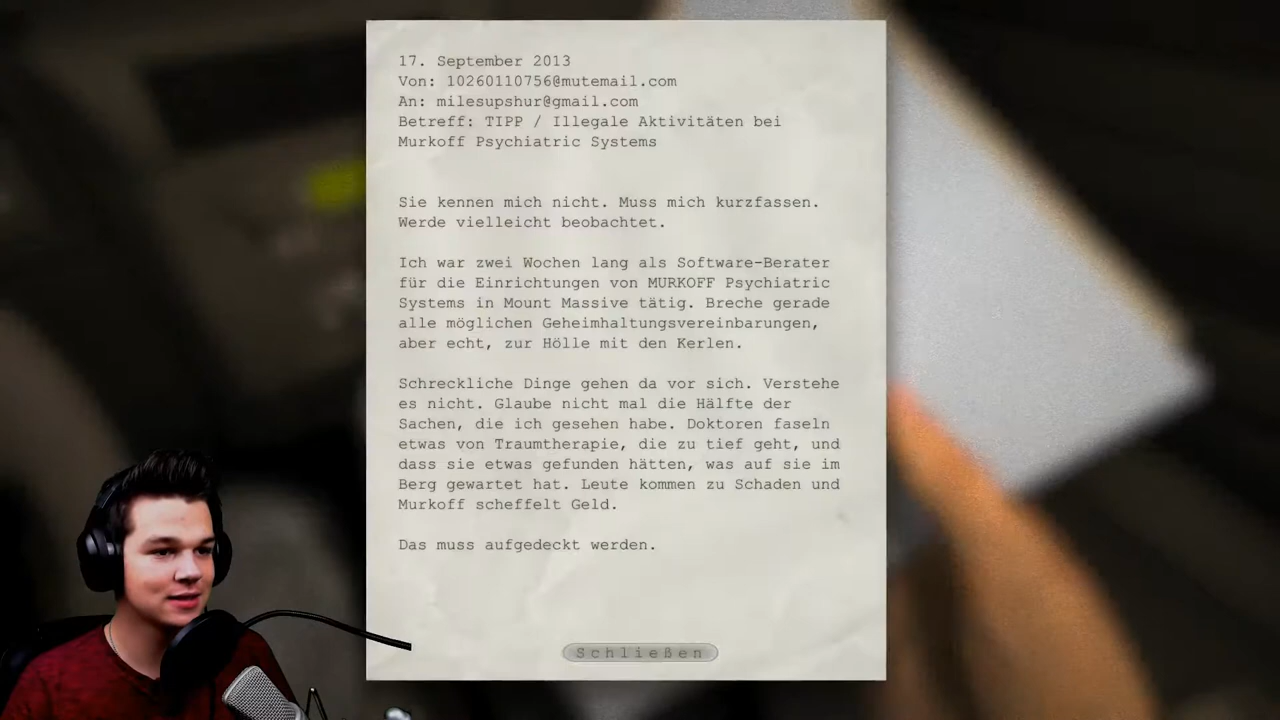 17. September 2013
Von: 10260110756@mutemail.com
An: milesupshur@gmail.com
Betreff: TIPP / Illegale Aktivitäten bei
Murkoff Psychiatric Systems
Sie kennen mich nicht. Muss mich kurzfassen.
Werde vielleicht beobachtet.
Ich war zwei Wochen lang als Software-Berater
für die Einrichtungen von MURKOFF Psychiatric
Systems in Mount Massive tätig. Breche gerade
alle möglichen Geheimhaltungsvereinbarungen,
aber echt, zur Hölle mit den Kerlen.
Schreckliche Dinge gehen da vor sich. Verstehe
es nicht. Glaube nicht mal die Hälfte der
Sachen, die ich gesehen habe. Doktoren faseln
etwas von Traumtherapie, die zu tief geht, und
dass sie etwas gefunden hätten, was auf sie im
Berg gewartet hat. Leute kommen zu Schaden und
Murkoff scheffelt Geld.
Das muss aufgedeckt werden.
Schließen